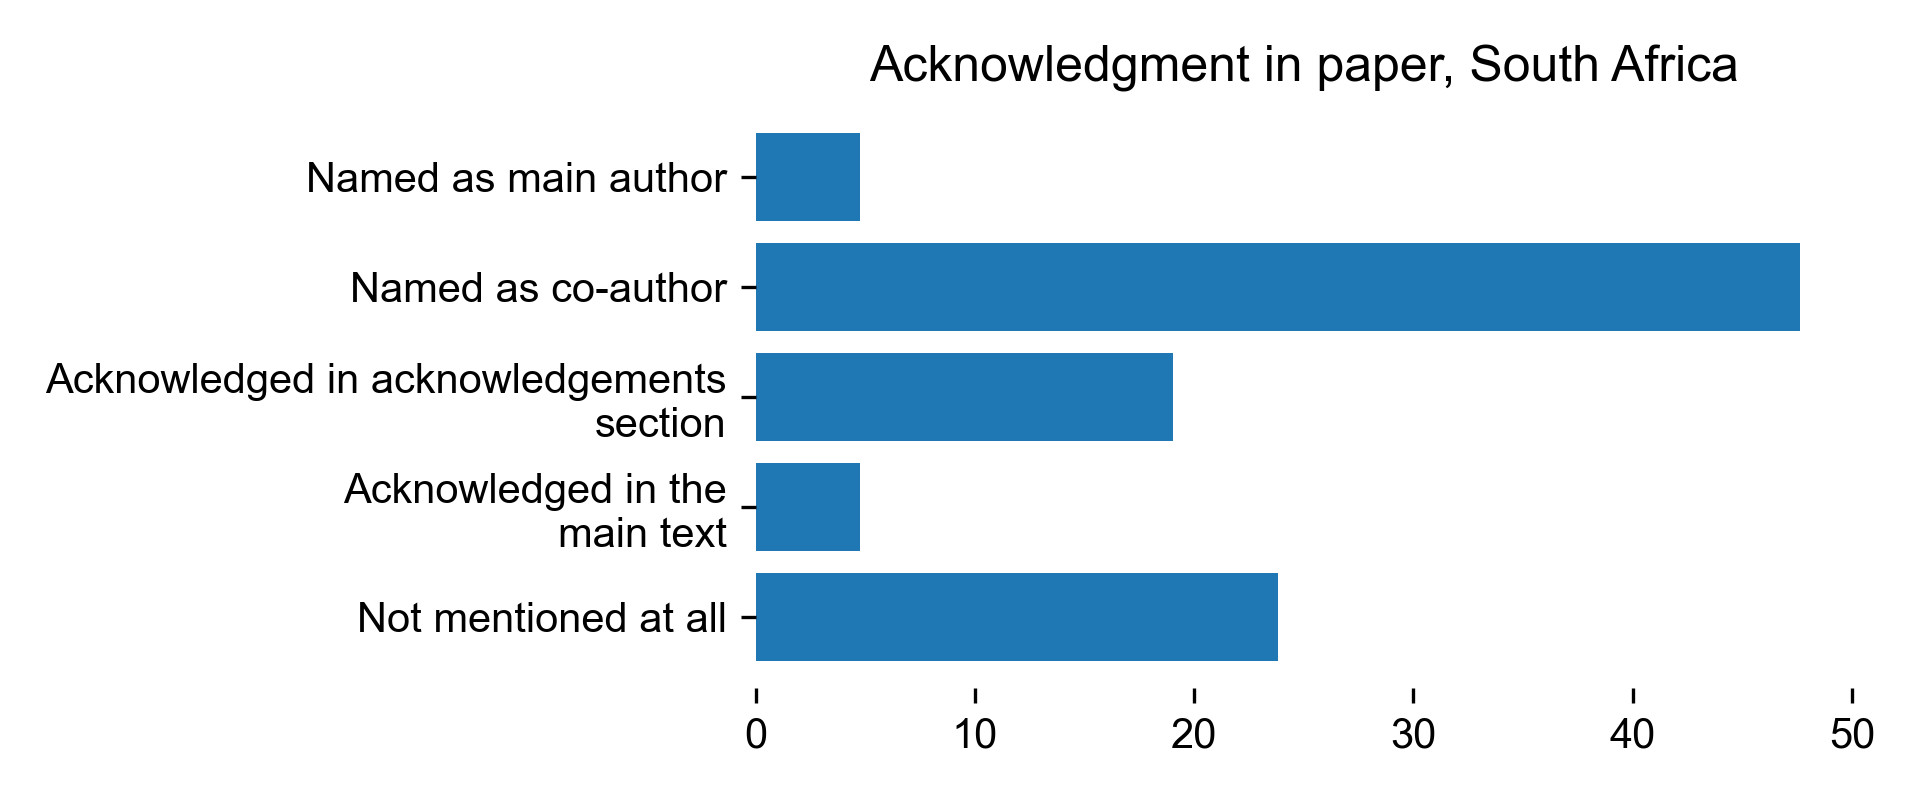 Acknowledgment in paper, South Africa
Named as main author
Named as co-author
Acknowledged in acknowledgements
section
Acknowledged in the
main text
Not mentioned at all
0 10 20 30 40 50